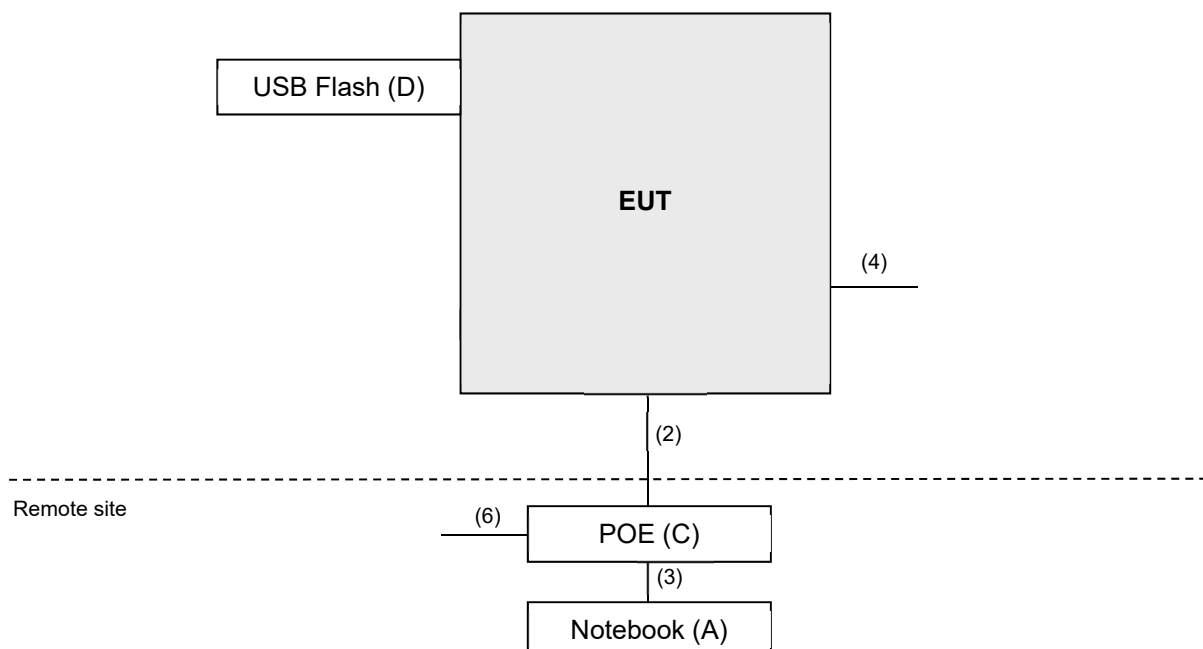 USB Flash (D)
EUT
(4)
(2)
Remote site
(6)
POE (C)
(3)
Notebook (A)